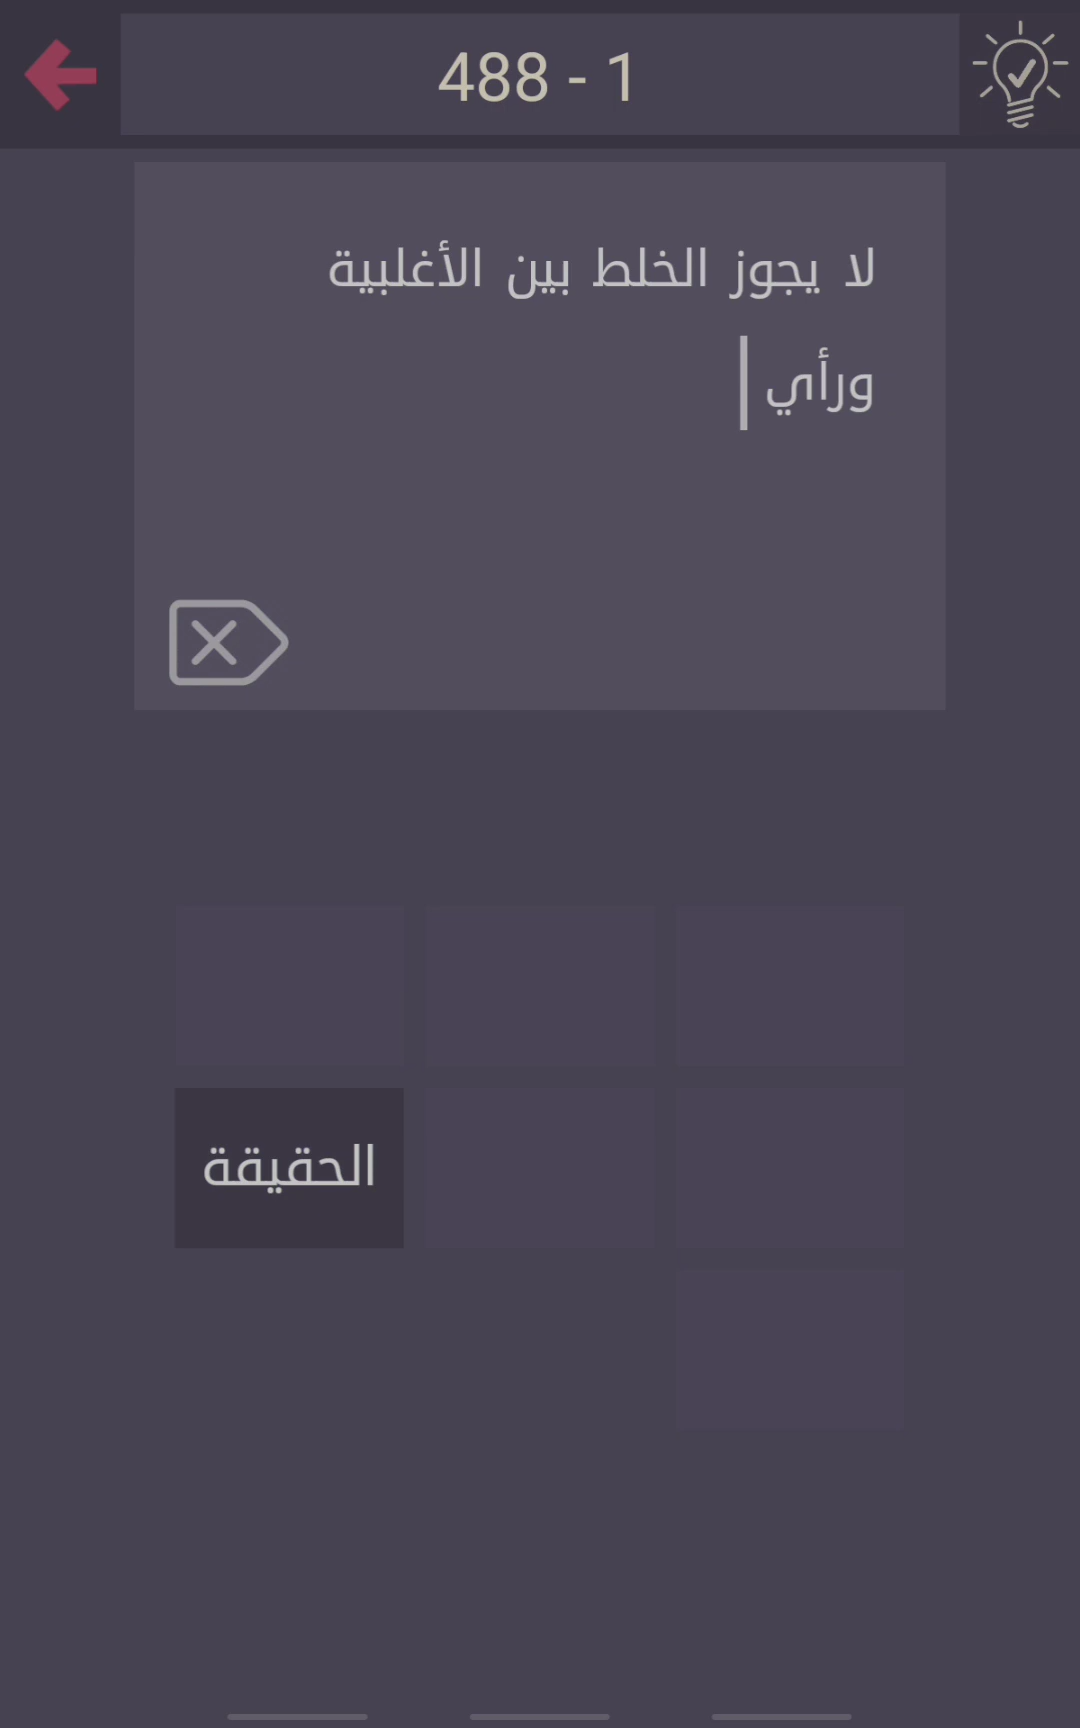 488 - 1
لا يجوز الخلط بين الأغلبية
ورأي
الحقيقة